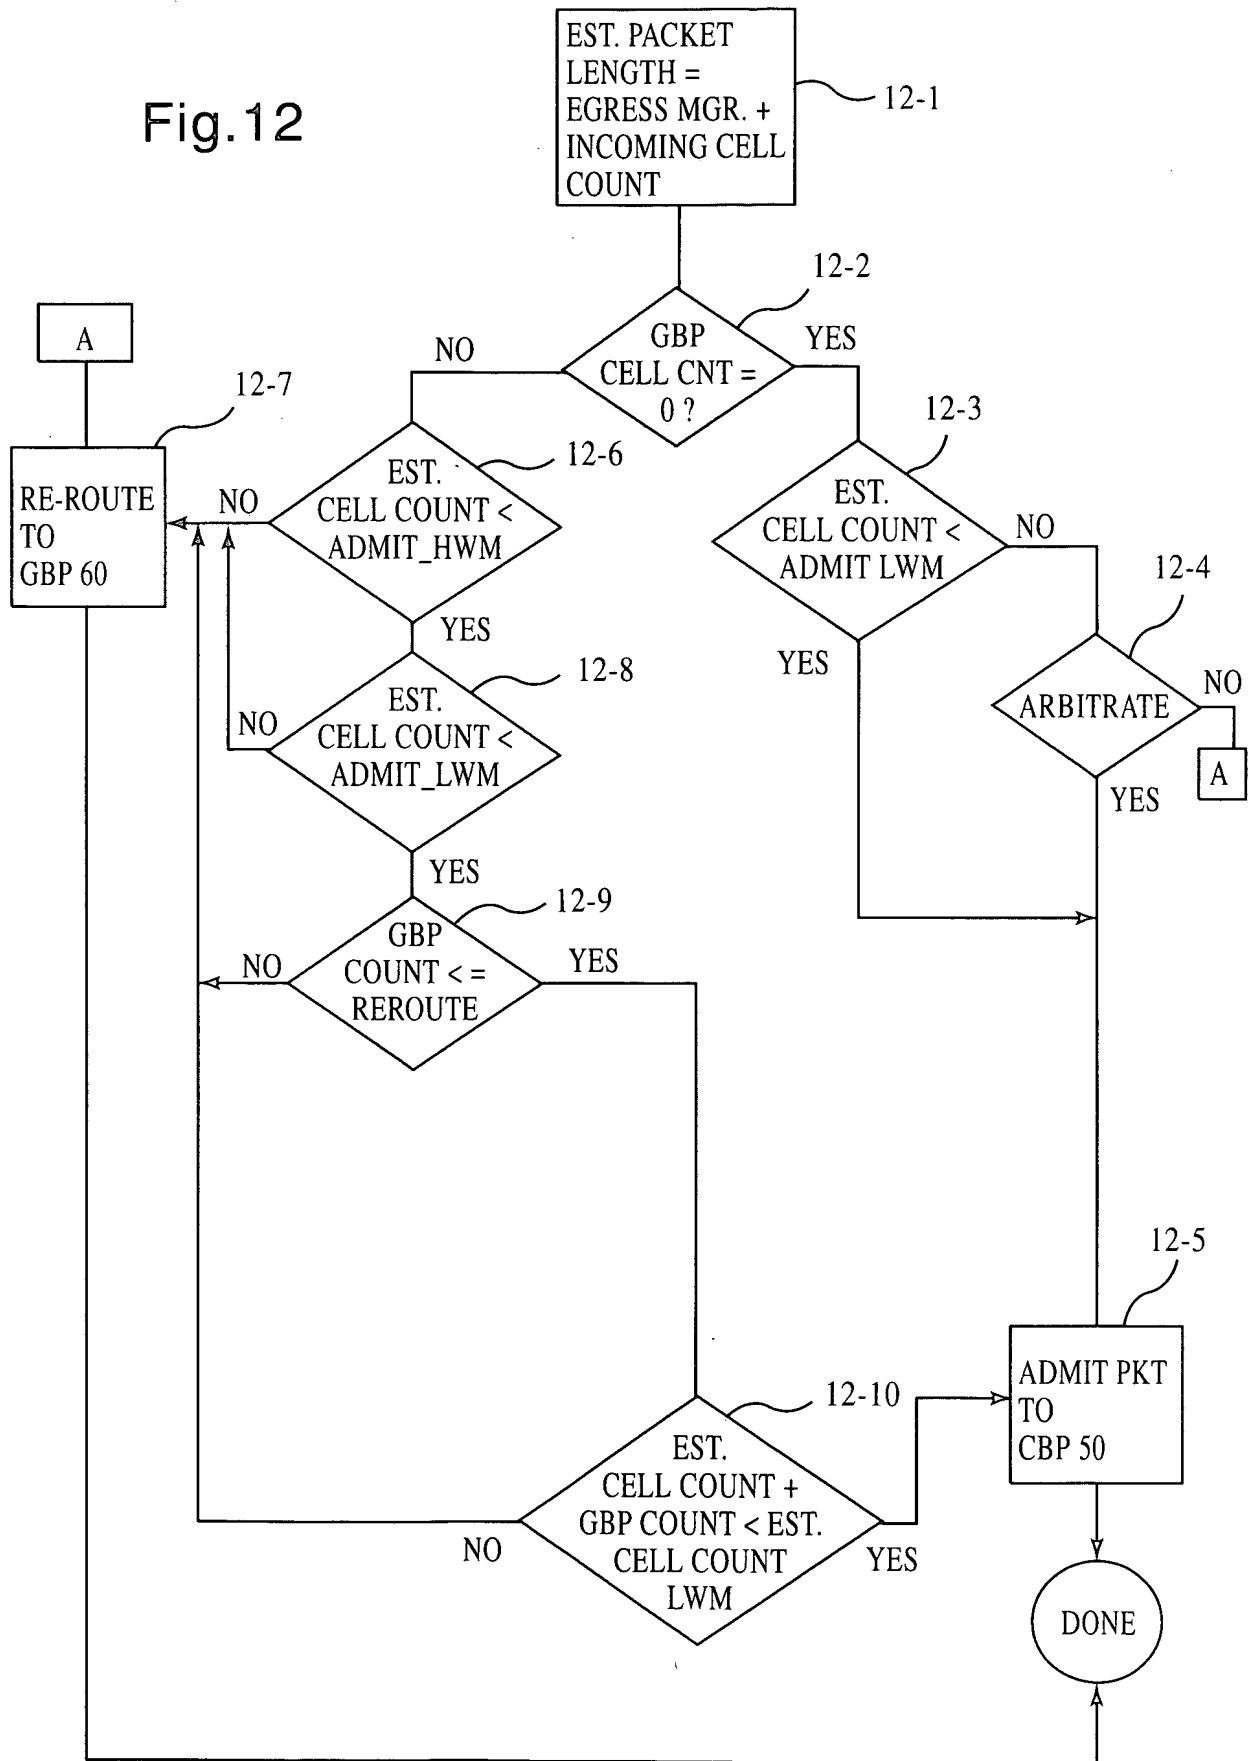 Fig.12
EST. PACKET
LENGTH =
EGRESS MGR. +
INCOMING CELL
COUNT
12-1
12-2
GBP
CELL CNT =
0 ?
NO
YES
A
12-7
RE-ROUTE
TO
GBP 60
NO
12-6
EST.
CELL COUNT <
ADMIT_HWM
YES
12-3
EST.
CELL COUNT <
ADMIT LWM
NO
YES
12-4
ARBITRATE
NO
A
YES
12-8
EST.
CELL COUNT <
ADMIT_LWM
NO
YES
12-9
GBP
COUNT < =
REROUTE
NO
YES
12-10
EST.
CELL COUNT +
GBP COUNT < EST.
CELL COUNT
LWM
NO
YES
12-5
ADMIT PKT
TO
CBP 50
DONE